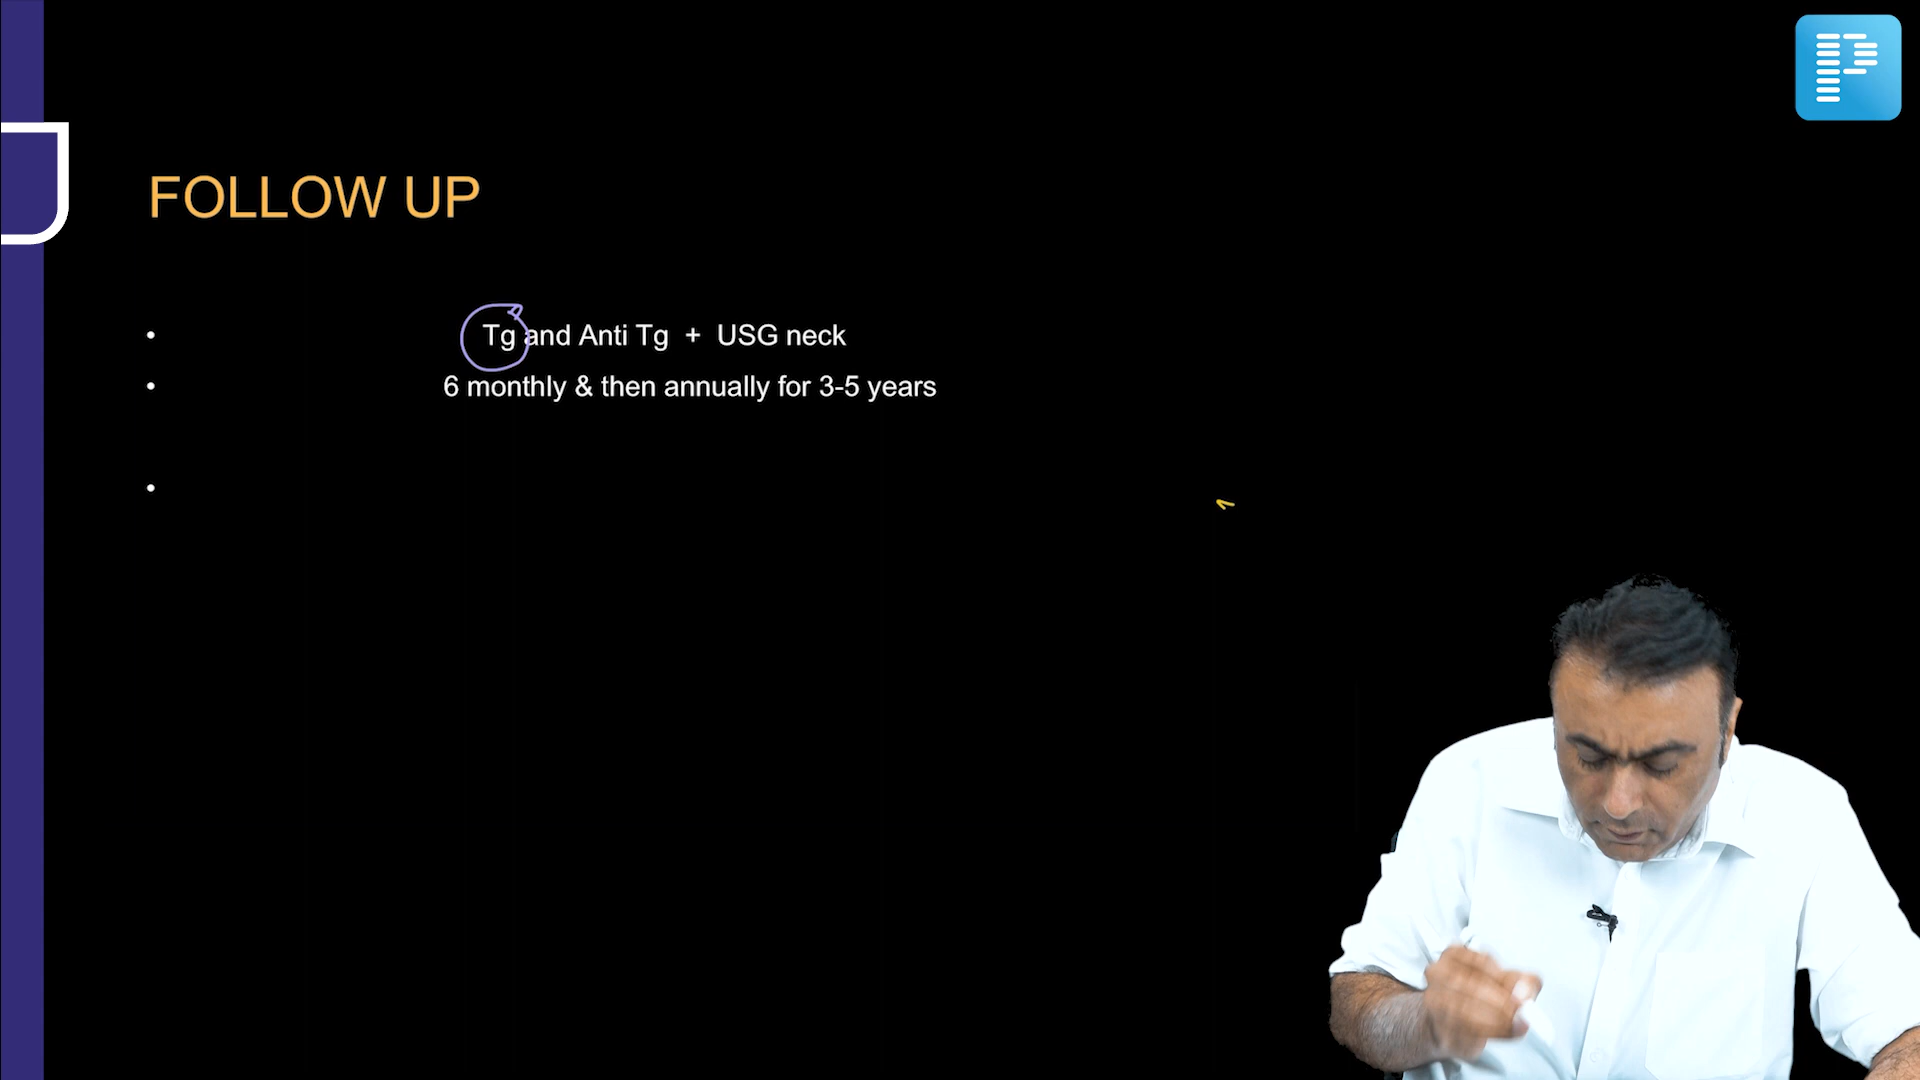 FOLLOW UP
• Tg and Anti Tg + USG neck
• 6 monthly & then annually for 3-5 years
•